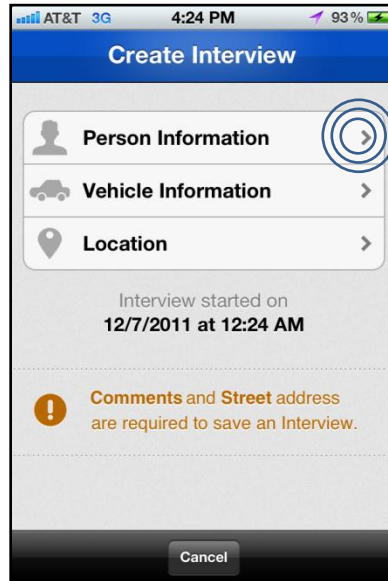 AT&T 3G 4:24 PM 93%
Create Interview
Person Information
Vehicle Information
Location
Interview started on
12/7/2011 at 12:24 AM
Comments and Street address
are required to save an Interview.
Cancel